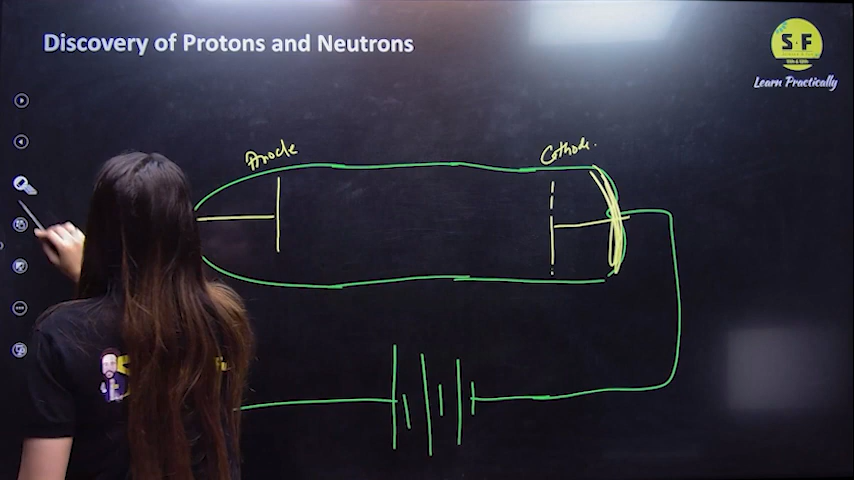 Discovery of Protons and Neutrons
S F
Learn Practically
Anode
Cathode.